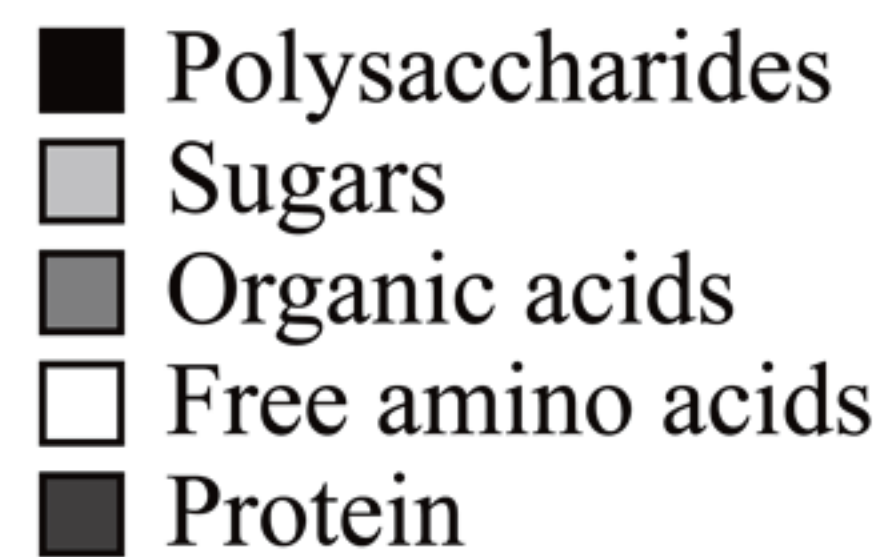 Polysaccharides
Sugars
Organic acids
Free amino acids
Protein